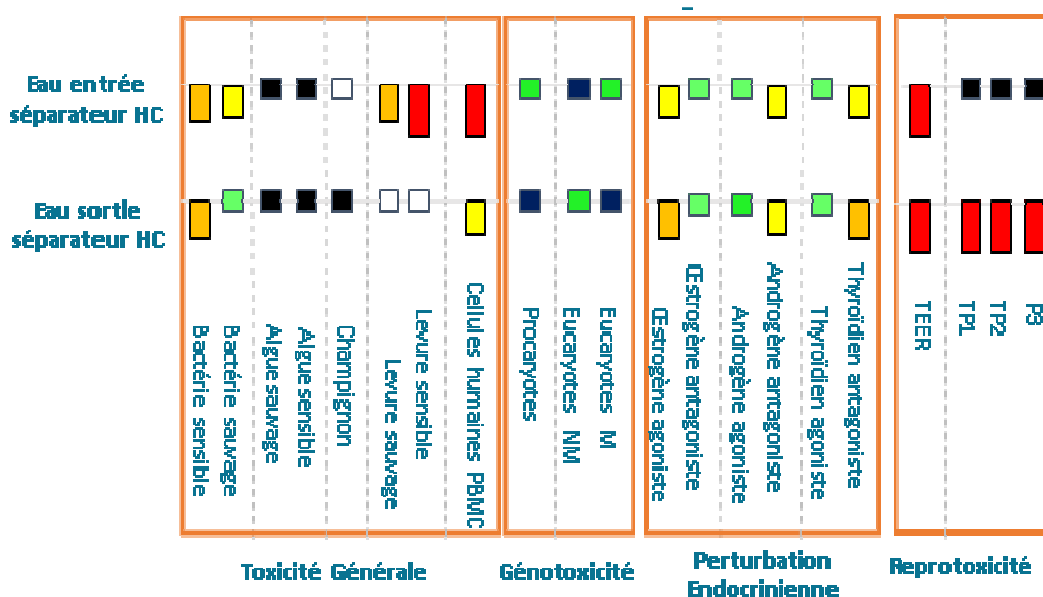 Eau entrée
séparateur HC
Eau sortie
séparateur HC
Bactérie sensible
Bactérie sauvage
Algue sauvage
Algue sensible
Champignon
Levure sauvage
Levure sensible
Cellules humaines PBMC
Procaryotes
Eucaryotes NM
Eucaryotes M
Œstrogène agoniste
Œstrogène antagoniste
Androgène agoniste
Androgène antagoniste
Thyroïdien agoniste
Thyroïdien antagoniste
TEER
TP1
TP2
PS
Toxicité Générale
Génotoxicité
Perturbation
Endocrinienne
Reprotoxicité